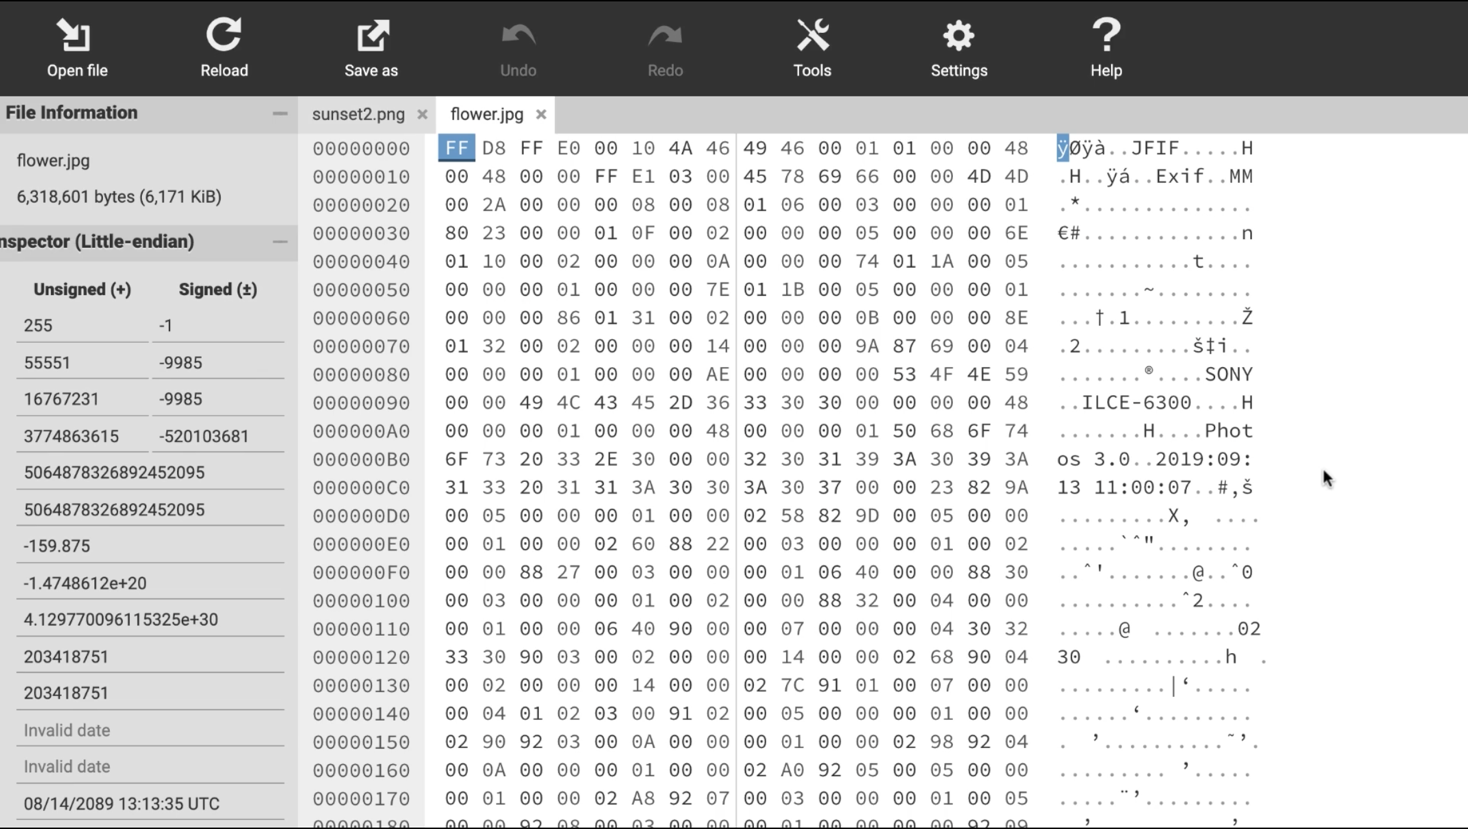 Open file Reload Save as Undo Redo Tools Settings Help
File Information
sunset2.png × flower.jpg ×
flower.jpg
6,318,601 bytes (6,171 KiB)
nspector (Little-endian)
Unsigned (+) Signed (±)
255 -1
55551 -9985
16767231 -9985
3774863615 -520103681
5064878326892452095
5064878326892452095
-159.875
-1.4748612e+20
4.129770096115325e+30
203418751
203418751
Invalid date
Invalid date
08/14/2089 13:13:35 UTC
00000000 FF D8 FF E0 00 10 4A 46 49 46 00 01 01 00 00 48 ÿØÿà..JFIF.....H
00000010 00 48 00 00 FF E1 03 00 45 78 69 66 00 00 4D 4D .H..ÿá..Exif..MM
00000020 00 2A 00 00 00 08 00 08 01 06 00 03 00 00 00 01 .*..............
00000030 80 23 00 00 01 0F 00 02 00 00 00 05 00 00 00 6E €#.............n
00000040 01 10 00 02 00 00 00 0A 00 00 00 74 01 1A 00 05 ...........t....
00000050 00 00 00 01 00 00 00 7E 01 1B 00 05 00 00 00 01 .......~........
00000060 00 00 00 86 01 31 00 02 00 00 00 0B 00 00 00 8E ...†.1.........Ž
00000070 01 32 00 02 00 00 00 14 00 00 00 9A 87 69 00 04 .2.........š‡i..
00000080 00 00 00 01 00 00 00 AE 00 00 00 00 53 4F 4E 59 .......®....SONY
00000090 00 00 49 4C 43 45 2D 36 33 30 30 00 00 00 00 48 ..ILCE-6300....H
000000A0 00 00 00 01 00 00 00 48 00 00 00 01 50 68 6F 74 .......H....Phot
000000B0 6F 73 20 33 2E 30 00 00 32 30 31 39 3A 30 39 3A os 3.0..2019:09:
000000C0 31 33 20 31 31 3A 30 30 3A 30 37 00 00 23 82 9A 13 11:00:07..#‚š
000000D0 00 05 00 00 00 01 00 00 02 58 82 9D 00 05 00 00 .........X‚ ....
000000E0 00 01 00 00 02 60 88 22 00 03 00 00 00 01 00 02 .....`ˆ"........
000000F0 00 00 88 27 00 03 00 00 00 01 06 40 00 00 88 30 ..ˆ'.......@..ˆ0
00000100 00 03 00 00 00 01 00 02 00 00 88 32 00 04 00 00 ..........ˆ2....
00000110 00 01 00 00 06 40 90 00 00 07 00 00 00 04 30 32 .....@ .......02
00000120 33 30 90 03 00 02 00 00 00 14 00 00 02 68 90 04 30 ..........h .
00000130 00 02 00 00 00 14 00 00 02 7C 91 01 00 07 00 00 .........|‘.....
00000140 00 04 01 02 03 00 91 02 00 05 00 00 00 01 00 00 ......‘.........
00000150 02 90 92 03 00 0A 00 00 00 01 00 00 02 98 92 04 . ’..........˜’.
00000160 00 0A 00 00 00 01 00 00 02 A0 92 05 00 05 00 00 ......... ’.....
00000170 00 01 00 00 02 A8 92 07 00 03 00 00 00 01 00 05 .....¨’.........
00000180 00 00 92 08 00 03 00 00 00 01 00 00 00 00 92 09